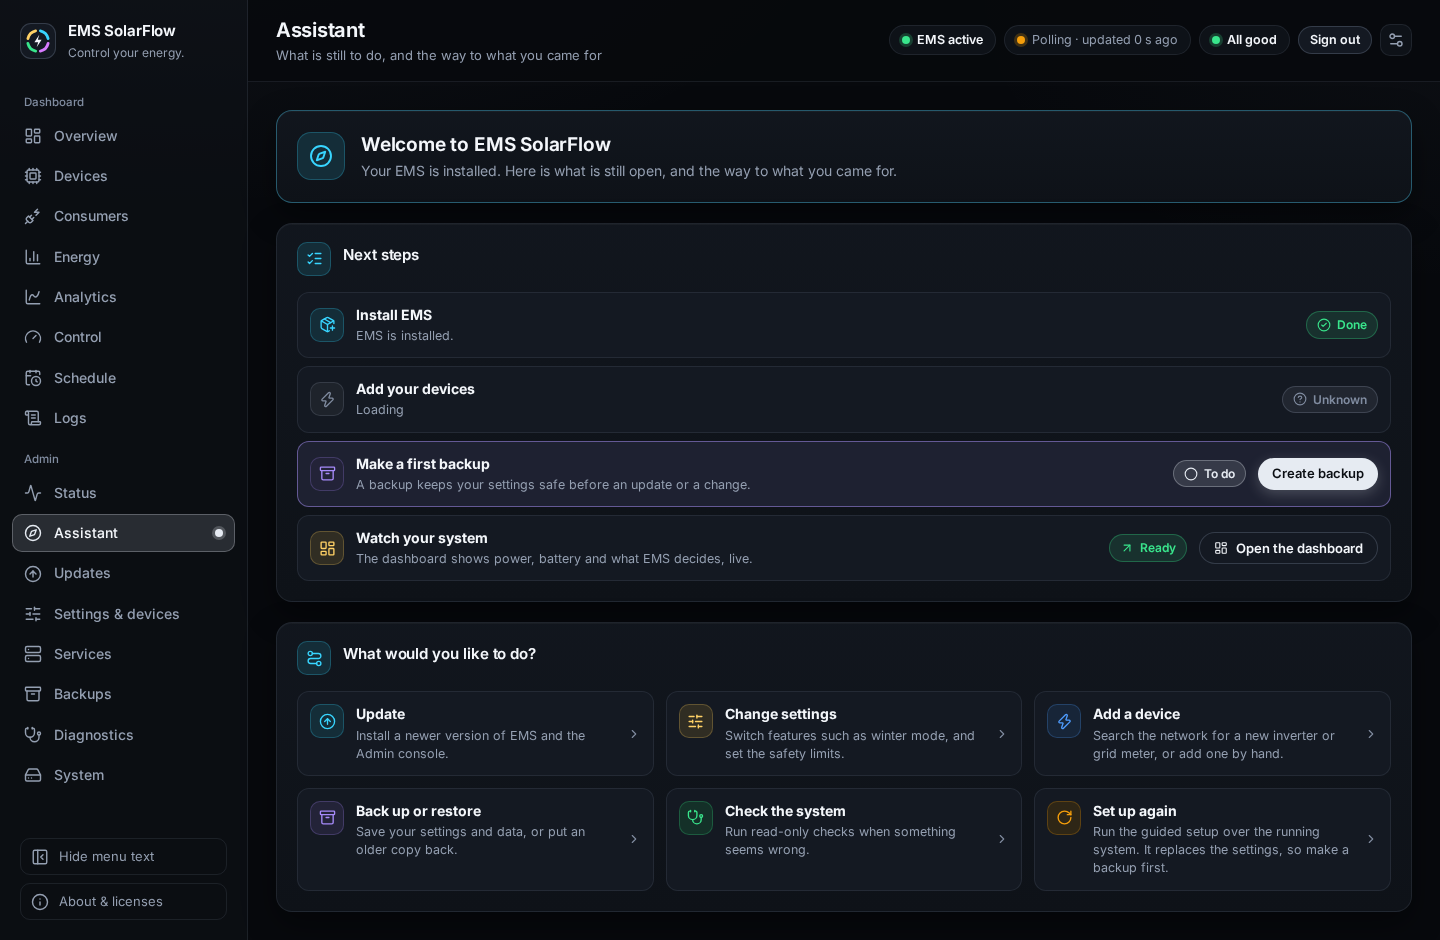 EMS SolarFlow
Control your energy.
Dashboard
Overview
Devices
Consumers
Energy
Analytics
Control
Schedule
Logs
Admin
Status
Assistant
Updates
Settings & devices
Services
Backups
Diagnostics
System
Hide menu text
About & licenses
Assistant
What is still to do, and the way to what you came for
EMS active
Polling · updated 0 s ago
All good
Sign out
Welcome to EMS SolarFlow
Your EMS is installed. Here is what is still open, and the way to what you came for.
Next steps
Install EMS
EMS is installed.
Done
Add your devices
Loading
Unknown
Make a first backup
A backup keeps your settings safe before an update or a change.
To do
Create backup
Watch your system
The dashboard shows power, battery and what EMS decides, live.
Ready
Open the dashboard
What would you like to do?
Update
Install a newer version of EMS and the
Admin console.
Change settings
Switch features such as winter mode, and
set the safety limits.
Add a device
Search the network for a new inverter or
grid meter, or add one by hand.
Back up or restore
Save your settings and data, or put an
older copy back.
Check the system
Run read-only checks when something
seems wrong.
Set up again
Run the guided setup over the running
system. It replaces the settings, so make a
backup first.